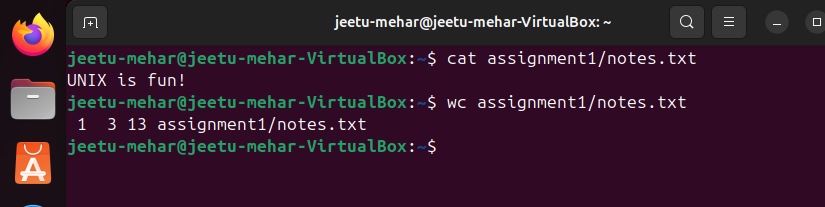 jeetu-mehar@jeetu-mehar-VirtualBox: ~
jeetu-mehar@jeetu-mehar-VirtualBox:~$ cat assignment1/notes.txt
UNIX is fun!
jeetu-mehar@jeetu-mehar-VirtualBox:~$ wc assignment1/notes.txt
 1  3 13 assignment1/notes.txt
jeetu-mehar@jeetu-mehar-VirtualBox:~$